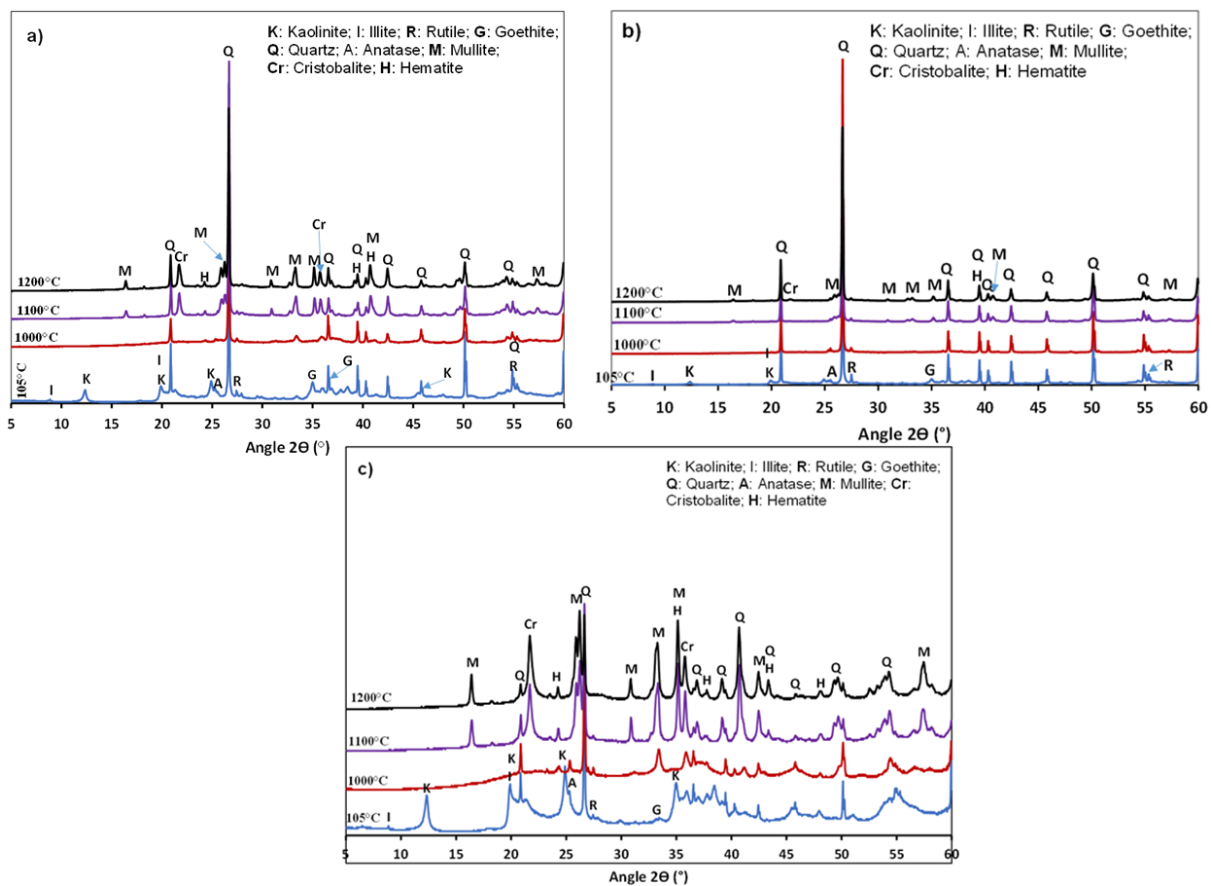 a)
K: Kaolinite; I: Illite; R: Rutile; G: Goethite;
Q: Quartz; A: Anatase; M: Mullite;
Cr: Cristobalite; H: Hematite
Q
Cr
M
M
Q
Cr
H
M
M
M
Q
Q
H
M
H
Q
Q
Q
Q
M
1200°C
1100°C
1000°C
105°C
I
K
I
K
K
A
R
G
G
K
Q
R
5 10 15 20 25 30 35 40 45 50 55 60
Angle 2Θ (°)
b)
K: Kaolinite; I: Illite; R: Rutile; G: Goethite;
Q: Quartz; A: Anatase; M: Mullite;
Cr: Cristobalite; H: Hematite
Q
M
Q
Cr
M
M
M
M
Q
Q
H
Q
M
Q
Q
Q
Q
M
1200°C
1100°C
1000°C
105°C
I
K
I
K
A
R
G
R
5 10 15 20 25 30 35 40 45 50 55 60
Angle 2Θ (°)
c)
K: Kaolinite; I: Illite; R: Rutile; G: Goethite;
Q: Quartz; A: Anatase; M: Mullite; Cr:
Cristobalite; H: Hematite
M
Q
Cr
H
M
Q
M
M
M
H
Cr
Q
H
Q
Q
M
Q
H
Q
H
Q
Q
M
1200°C
1100°C
1000°C
105°C
I
K
K
I
K
A
R
G
K
5 10 15 20 25 30 35 40 45 50 55 60
Angle 2Θ (°)